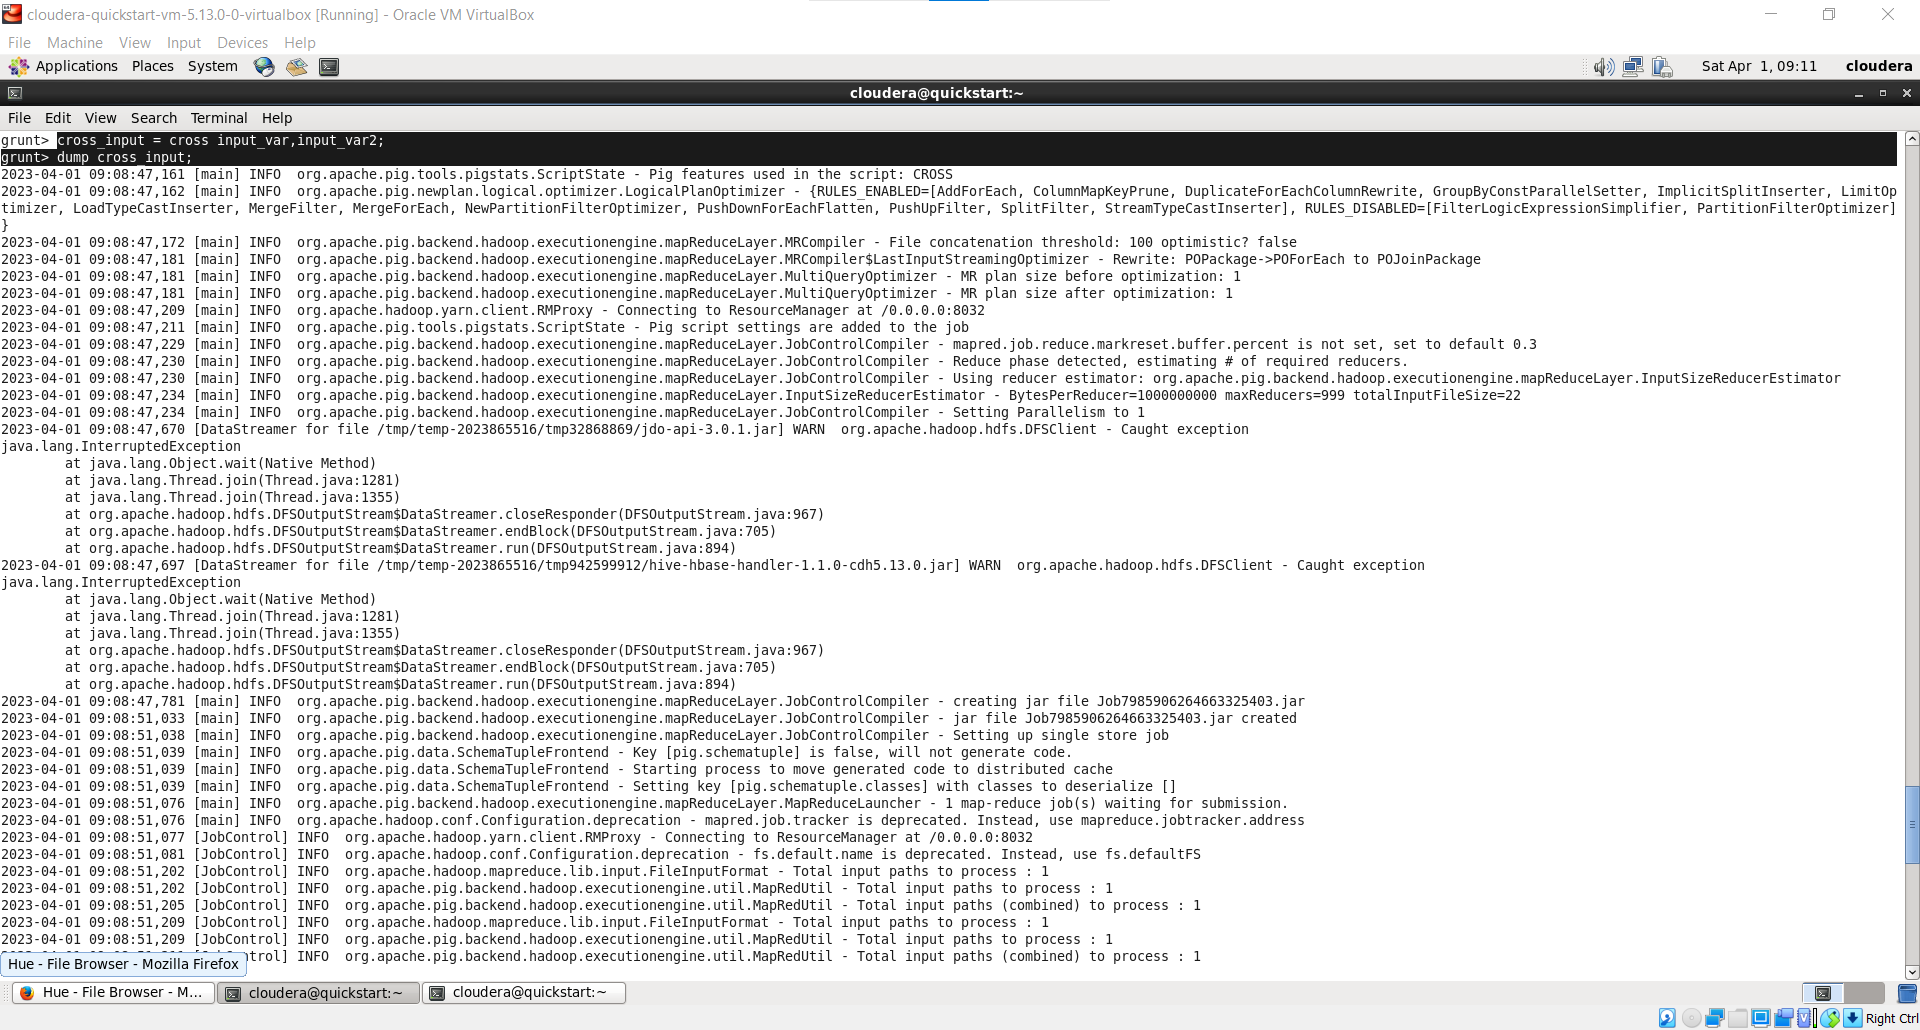 cloudera-quickstart-vm-5.13.0-0-virtualbox [Running] - Oracle VM VirtualBox
File Machine View Input Devices Help
Applications Places System Sat Apr 1, 09:11 cloudera
cloudera@quickstart:~
File Edit View Search Terminal Help
grunt> cross_input = cross input_var,input_var2;
grunt> dump cross_input;
2023-04-01 09:08:47,161 [main] INFO  org.apache.pig.tools.pigstats.ScriptState - Pig features used in the script: CROSS
2023-04-01 09:08:47,162 [main] INFO  org.apache.pig.newplan.logical.optimizer.LogicalPlanOptimizer - {RULES_ENABLED=[AddForEach, ColumnMapKeyPrune, DuplicateForEachColumnRewrite, GroupByConstParallelSetter, ImplicitSplitInserter, LimitOp
timizer, LoadTypeCastInserter, MergeFilter, MergeForEach, NewPartitionFilterOptimizer, PushDownForEachFlatten, PushUpFilter, SplitFilter, StreamTypeCastInserter], RULES_DISABLED=[FilterLogicExpressionSimplifier, PartitionFilterOptimizer]
}
2023-04-01 09:08:47,172 [main] INFO  org.apache.pig.backend.hadoop.executionengine.mapReduceLayer.MRCompiler - File concatenation threshold: 100 optimistic? false
2023-04-01 09:08:47,181 [main] INFO  org.apache.pig.backend.hadoop.executionengine.mapReduceLayer.MRCompiler$LastInputStreamingOptimizer - Rewrite: POPackage->POForEach to POJoinPackage
2023-04-01 09:08:47,181 [main] INFO  org.apache.pig.backend.hadoop.executionengine.mapReduceLayer.MultiQueryOptimizer - MR plan size before optimization: 1
2023-04-01 09:08:47,181 [main] INFO  org.apache.pig.backend.hadoop.executionengine.mapReduceLayer.MultiQueryOptimizer - MR plan size after optimization: 1
2023-04-01 09:08:47,209 [main] INFO  org.apache.hadoop.yarn.client.RMProxy - Connecting to ResourceManager at /0.0.0.0:8032
2023-04-01 09:08:47,211 [main] INFO  org.apache.pig.tools.pigstats.ScriptState - Pig script settings are added to the job
2023-04-01 09:08:47,229 [main] INFO  org.apache.pig.backend.hadoop.executionengine.mapReduceLayer.JobControlCompiler - mapred.job.reduce.markreset.buffer.percent is not set, set to default 0.3
2023-04-01 09:08:47,230 [main] INFO  org.apache.pig.backend.hadoop.executionengine.mapReduceLayer.JobControlCompiler - Reduce phase detected, estimating # of required reducers.
2023-04-01 09:08:47,230 [main] INFO  org.apache.pig.backend.hadoop.executionengine.mapReduceLayer.JobControlCompiler - Using reducer estimator: org.apache.pig.backend.hadoop.executionengine.mapReduceLayer.InputSizeReducerEstimator
2023-04-01 09:08:47,234 [main] INFO  org.apache.pig.backend.hadoop.executionengine.mapReduceLayer.InputSizeReducerEstimator - BytesPerReducer=1000000000 maxReducers=999 totalInputFileSize=22
2023-04-01 09:08:47,234 [main] INFO  org.apache.pig.backend.hadoop.executionengine.mapReduceLayer.JobControlCompiler - Setting Parallelism to 1
2023-04-01 09:08:47,670 [DataStreamer for file /tmp/temp-2023865516/tmp32868869/jdo-api-3.0.1.jar] WARN  org.apache.hadoop.hdfs.DFSClient - Caught exception
java.lang.InterruptedException
at java.lang.Object.wait(Native Method)
at java.lang.Thread.join(Thread.java:1281)
at java.lang.Thread.join(Thread.java:1355)
at org.apache.hadoop.hdfs.DFSOutputStream$DataStreamer.closeResponder(DFSOutputStream.java:967)
at org.apache.hadoop.hdfs.DFSOutputStream$DataStreamer.endBlock(DFSOutputStream.java:705)
at org.apache.hadoop.hdfs.DFSOutputStream$DataStreamer.run(DFSOutputStream.java:894)
2023-04-01 09:08:47,697 [DataStreamer for file /tmp/temp-2023865516/tmp942599912/hive-hbase-handler-1.1.0-cdh5.13.0.jar] WARN  org.apache.hadoop.hdfs.DFSClient - Caught exception
java.lang.InterruptedException
at java.lang.Object.wait(Native Method)
at java.lang.Thread.join(Thread.java:1281)
at java.lang.Thread.join(Thread.java:1355)
at org.apache.hadoop.hdfs.DFSOutputStream$DataStreamer.closeResponder(DFSOutputStream.java:967)
at org.apache.hadoop.hdfs.DFSOutputStream$DataStreamer.endBlock(DFSOutputStream.java:705)
at org.apache.hadoop.hdfs.DFSOutputStream$DataStreamer.run(DFSOutputStream.java:894)
2023-04-01 09:08:47,781 [main] INFO  org.apache.pig.backend.hadoop.executionengine.mapReduceLayer.JobControlCompiler - creating jar file Job7985906264663325403.jar
2023-04-01 09:08:51,033 [main] INFO  org.apache.pig.backend.hadoop.executionengine.mapReduceLayer.JobControlCompiler - jar file Job7985906264663325403.jar created
2023-04-01 09:08:51,038 [main] INFO  org.apache.pig.backend.hadoop.executionengine.mapReduceLayer.JobControlCompiler - Setting up single store job
2023-04-01 09:08:51,039 [main] INFO  org.apache.pig.data.SchemaTupleFrontend - Key [pig.schematuple] is false, will not generate code.
2023-04-01 09:08:51,039 [main] INFO  org.apache.pig.data.SchemaTupleFrontend - Starting process to move generated code to distributed cache
2023-04-01 09:08:51,039 [main] INFO  org.apache.pig.data.SchemaTupleFrontend - Setting key [pig.schematuple.classes] with classes to deserialize []
2023-04-01 09:08:51,076 [main] INFO  org.apache.pig.backend.hadoop.executionengine.mapReduceLayer.MapReduceLauncher - 1 map-reduce job(s) waiting for submission.
2023-04-01 09:08:51,076 [main] INFO  org.apache.hadoop.conf.Configuration.deprecation - mapred.job.tracker is deprecated. Instead, use mapreduce.jobtracker.address
2023-04-01 09:08:51,077 [JobControl] INFO  org.apache.hadoop.yarn.client.RMProxy - Connecting to ResourceManager at /0.0.0.0:8032
2023-04-01 09:08:51,081 [JobControl] INFO  org.apache.hadoop.conf.Configuration.deprecation - fs.default.name is deprecated. Instead, use fs.defaultFS
2023-04-01 09:08:51,202 [JobControl] INFO  org.apache.hadoop.mapreduce.lib.input.FileInputFormat - Total input paths to process : 1
2023-04-01 09:08:51,202 [JobControl] INFO  org.apache.pig.backend.hadoop.executionengine.util.MapRedUtil - Total input paths to process : 1
2023-04-01 09:08:51,205 [JobControl] INFO  org.apache.pig.backend.hadoop.executionengine.util.MapRedUtil - Total input paths (combined) to process : 1
2023-04-01 09:08:51,209 [JobControl] INFO  org.apache.hadoop.mapreduce.lib.input.FileInputFormat - Total input paths to process : 1
2023-04-01 09:08:51,209 [JobControl] INFO  org.apache.pig.backend.hadoop.executionengine.util.MapRedUtil - Total input paths to process : 1
ntrol] INFO  org.apache.pig.backend.hadoop.executionengine.util.MapRedUtil - Total input paths (combined) to process : 1
Hue - File Browser - Mozilla Firefox
Hue - File Browser - M... cloudera@quickstart:~ cloudera@quickstart:~
Right Ctrl